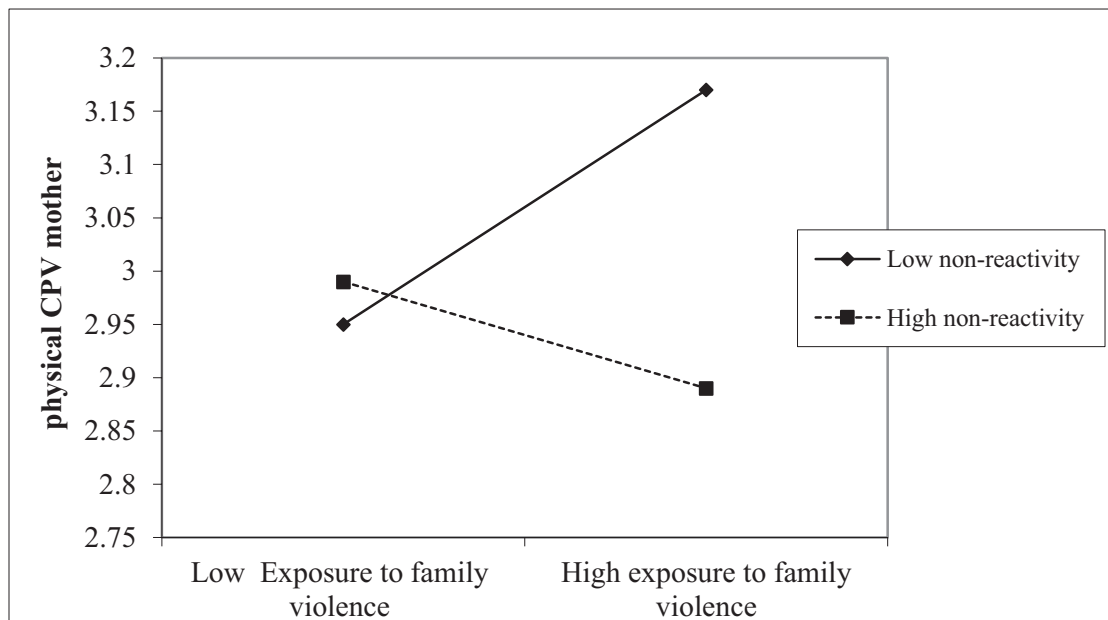 3.2
3.15
3.1
3.05
3
2.95
2.9
2.85
2.8
2.75
physical CPV mother
Low Exposure to family
violence
High exposure to family
violence
Low non-reactivity
High non-reactivity